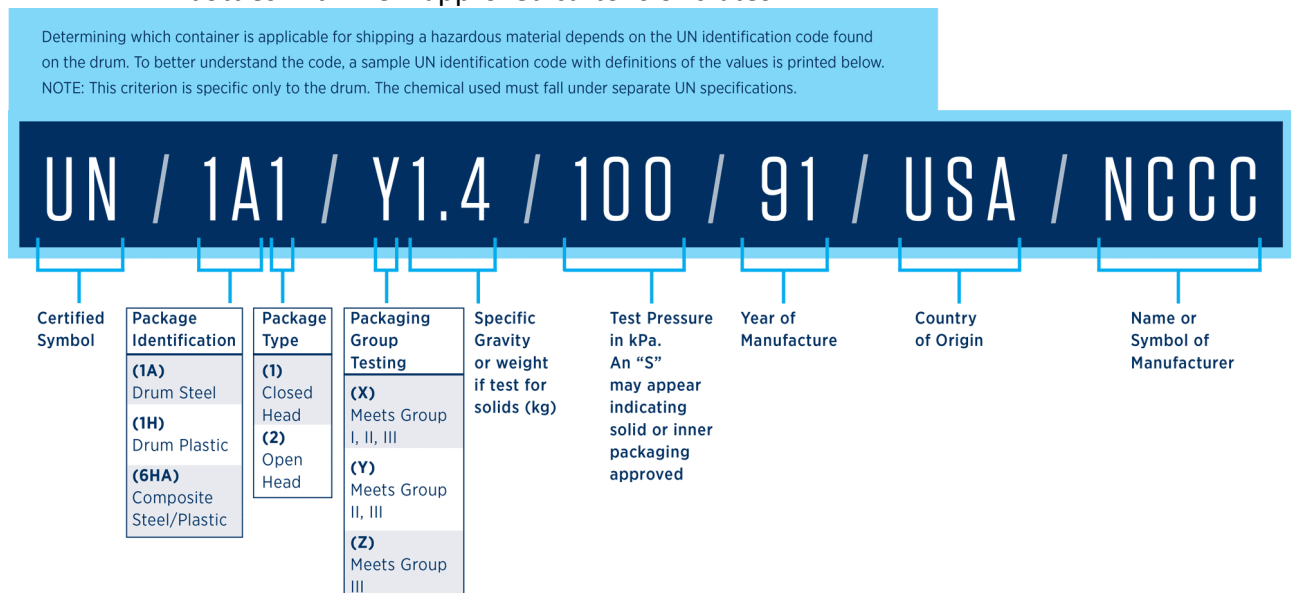 Determining which container is applicable for shipping a hazardous material depends on the UN identification code found
on the drum. To better understand the code, a sample UN identification code with definitions of the values is printed below.
NOTE: This criterion is specific only to the drum. The chemical used must fall under separate UN specifications.
UN / 1A1 / Y1.4 / 100 / 91 / USA / NCCC
Certified
Symbol
Package
Identification
(1A)
Drum Steel
(1H)
Drum Plastic
(6HA)
Composite
Steel/Plastic
Package
Type
(1)
Closed
Head
(2)
Open
Head
Packaging
Group
Testing
(X)
Meets Group
I, II, III
(Y)
Meets Group
II, III
(Z)
Meets Group
III
Specific
Gravity
or weight
if test for
solids (kg)
Test Pressure
in kPa.
An “S”
may appear
indicating
solid or inner
packaging
approved
Year of
Manufacture
Country
of Origin
Name or
Symbol of
Manufacturer